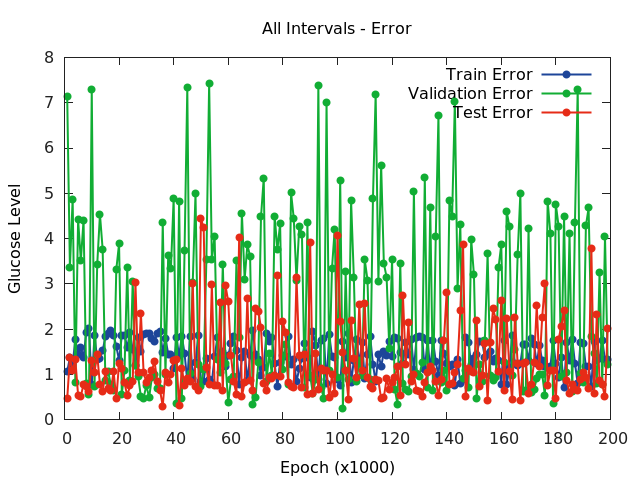 All Intervals - Error
Train Error
Validation Error
Test Error
8
7
6
5
4
3
2
1
0
Glucose Level
0 20 40 60 80 100 120 140 160 180 200
Epoch (x1000)